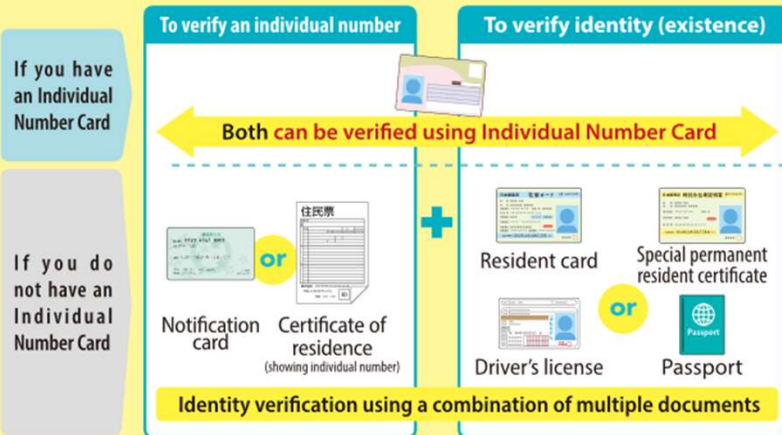 To verify an individual number
To verify identity (existence)
If you have
an Individual
Number Card
Both can be verified using Individual Number Card
If you do
not have an
Individual
Number Card
or
住民票
Notification
card
Certificate of
residence
(showing individual number)
+
Resident card
Special permanent
resident certificate
or
Driver's license
Passport
Passport
Identity verification using a combination of multiple documents